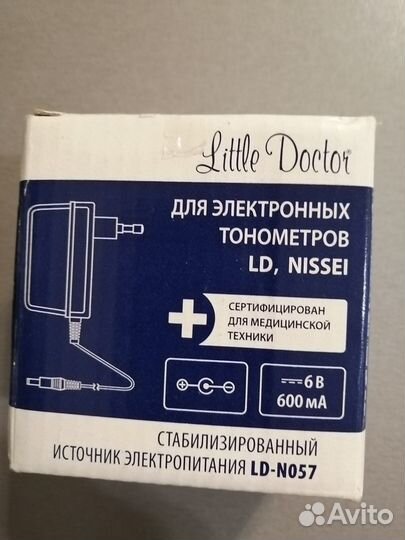 Little Doctor®
ДЛЯ ЭЛЕКТРОННЫХ
ТОНОМЕТРОВ
LD, NISSEI
СЕРТИФИЦИРОВАН
ДЛЯ МЕДИЦИНСКОЙ
ТЕХНИКИ
6 В
600 мА
СТАБИЛИЗИРОВАННЫЙ
ИСТОЧНИК ЭЛЕКТРОПИТАНИЯ LD-N057
Avito